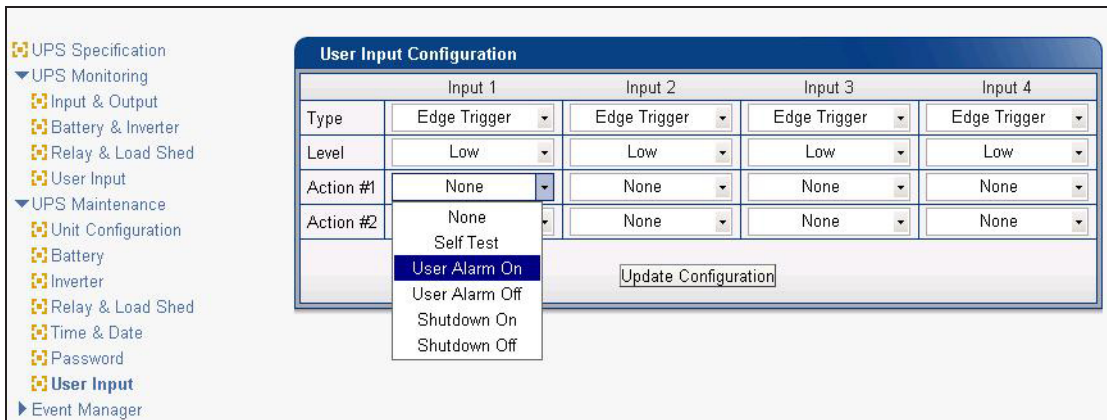 UPS Specification
UPS Monitoring
Input & Output
Battery & Inverter
Relay & Load Shed
User Input
UPS Maintenance
Unit Configuration
Battery
Inverter
Relay & Load Shed
Time & Date
Password
User Input
Event Manager
User Input Configuration
Input 1 Input 2 Input 3 Input 4
Type Edge Trigger Edge Trigger Edge Trigger Edge Trigger
Level Low Low Low Low
Action #1 None None None None
Action #2 None None None
None
Self Test
User Alarm On
User Alarm Off
Shutdown On
Shutdown Off
Update Configuration